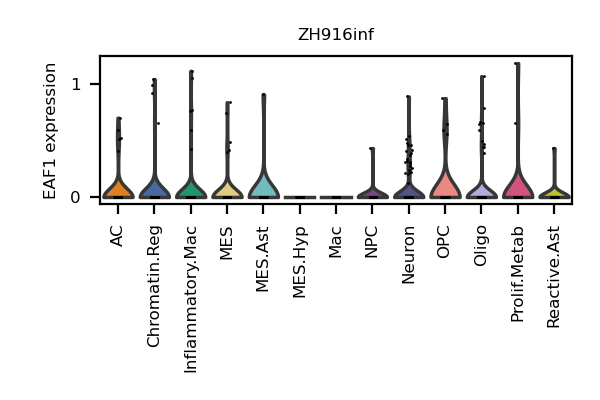 ZH916inf
EAF1 expression
1
0
AC
Chromatin.Reg
Inflammatory.Mac
MES
MES.Ast
MES.Hyp
Mac
NPC
Neuron
OPC
Oligo
Prolif.Metab
Reactive.Ast